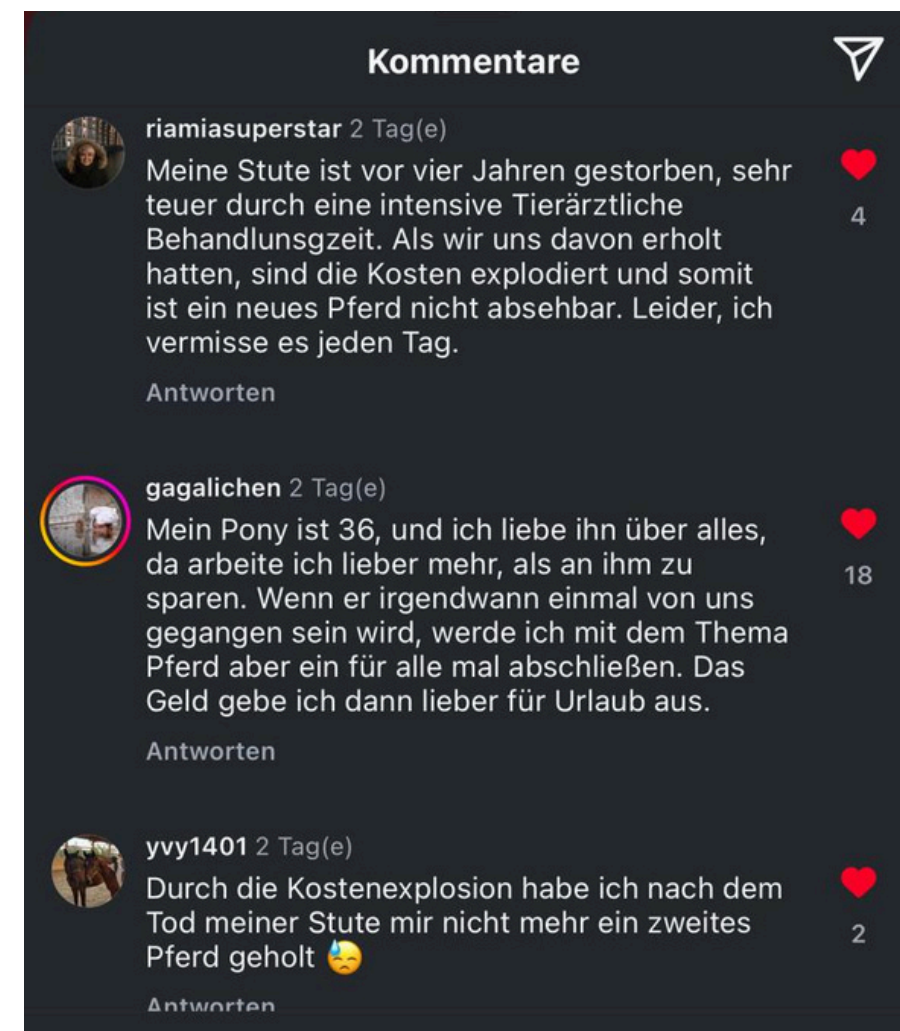 Kommentare
riamiasuperstar 2 Tag(e)
Meine Stute ist vor vier Jahren gestorben, sehr
teuer durch eine intensive Tierärztliche
Behandlunsgzeit. Als wir uns davon erholt
hatten, sind die Kosten explodiert und somit
ist ein neues Pferd nicht absehbar. Leider, ich
vermisse es jeden Tag.
4
Antworten
gagalichen 2 Tag(e)
Mein Pony ist 36, und ich liebe ihn über alles,
da arbeite ich lieber mehr, als an ihm zu
sparen. Wenn er irgendwann einmal von uns
gegangen sein wird, werde ich mit dem Thema
Pferd aber ein für alle mal abschließen. Das
Geld gebe ich dann lieber für Urlaub aus.
18
Antworten
yvy1401 2 Tag(e)
Durch die Kostenexplosion habe ich nach dem
Tod meiner Stute mir nicht mehr ein zweites
Pferd geholt 😓
2
Antworten